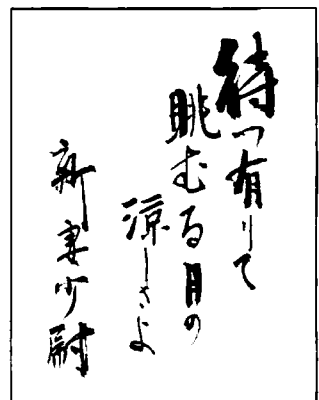 待つ有りて
眺むる月の
涼しさよ
新妻少尉